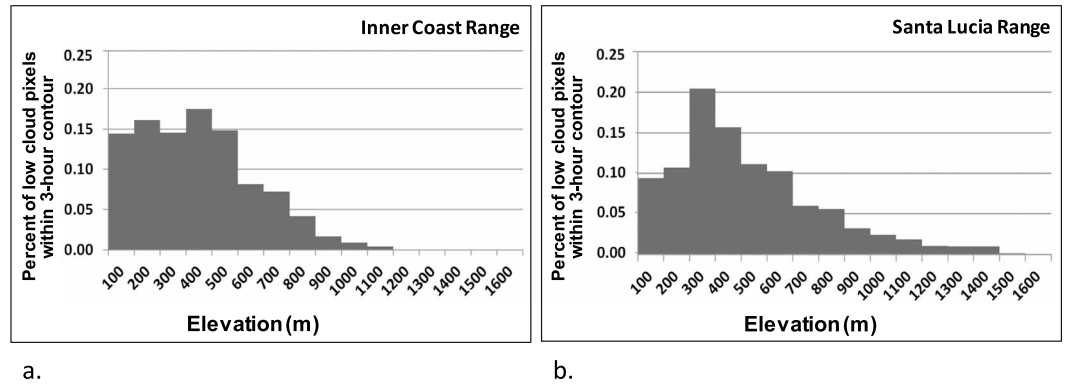 Inner Coast Range
Percent of low cloud pixels
within 3-hour contour
0.25
0.20
0.15
0.10
0.05
0.00
100 200 300 400 500 600 700 800 900 1000 1100 1200 1300 1400 1500 1600
Elevation (m)
a.
Santa Lucia Range
Percent of low cloud pixels
within 3-hour contour
0.25
0.20
0.15
0.10
0.05
0.00
100 200 300 400 500 600 700 800 900 1000 1100 1200 1300 1400 1500 1600
Elevation (m)
b.